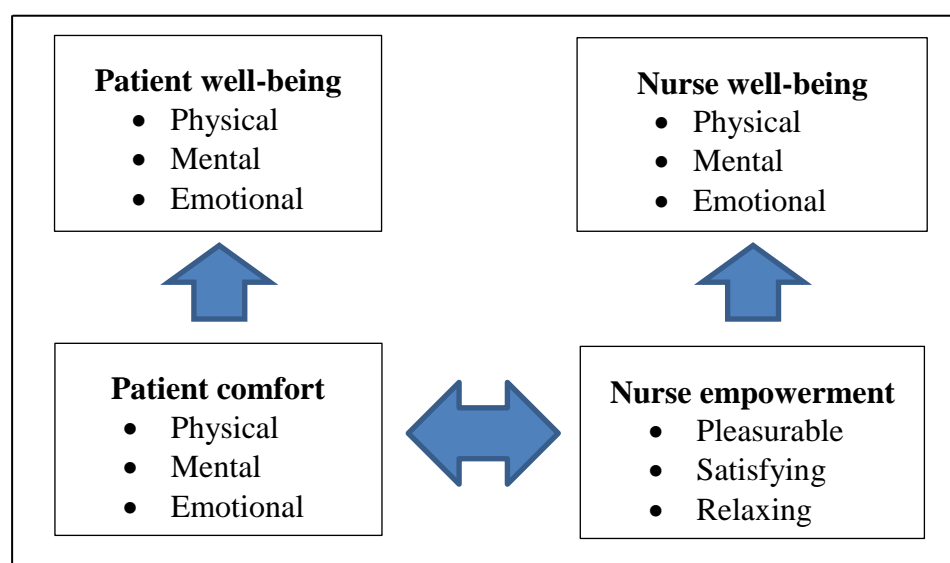 Patient well-being
• Physical
• Mental
• Emotional
Nurse well-being
• Physical
• Mental
• Emotional
Patient comfort
• Physical
• Mental
• Emotional
Nurse empowerment
• Pleasurable
• Satisfying
• Relaxing